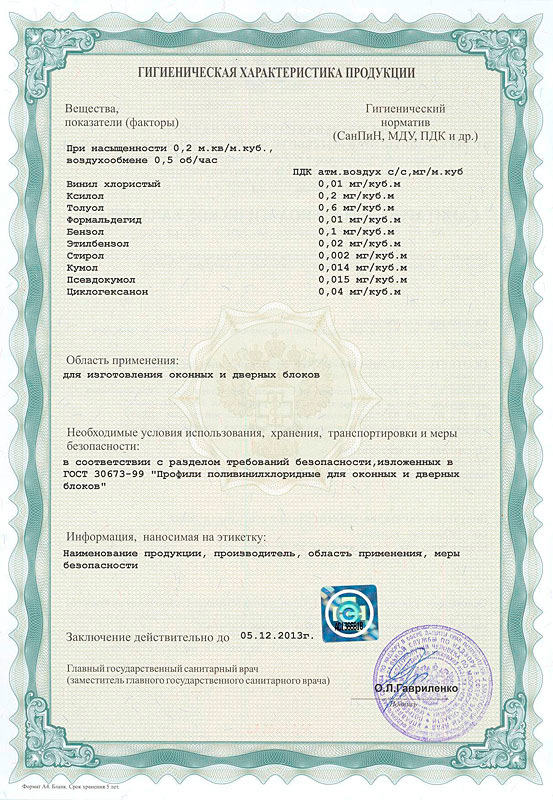 ГИГИЕНИЧЕСКАЯ ХАРАКТЕРИСТИКА ПРОДУКЦИИ
Вещества,
показатели (факторы)
Гигиенический
норматив
(СанПиН, МДУ, ПДК и др.)
При насыщенности 0,2 м.кв/м.куб.,
воздухообмене 0,5 об/час
ПДК атм.воздух с/с,мг/м.куб
Винил хлористый 0,01 мг/куб.м
Ксилол 0,2 мг/куб.м
Толуол 0,6 мг/куб.м
Формальдегид 0,01 мг/куб.м
Бензол 0,1 мг/куб.м
Этилбензол 0,02 мг/куб.м
Стирол 0,002 мг/куб.м
Кумол 0,014 мг/куб.м
Псевдокумол 0,015 мг/куб.м
Циклогексанон 0,04 мг/куб.м
Область применения:
для изготовления оконных и дверных блоков
Необходимые условия использования, хранения, транспортировки и меры
безопасности:
в соответствии с разделом требований безопасности,изложенных в
ГОСТ 30673-99 "Профили поливинилхлоридные для оконных и дверных
блоков"
Информация, наносимая на этикетку:
Наименование продукции, производитель, область применения, меры
безопасности
Заключение действительно до 05.12.2013г.
Главный государственный санитарный врач
(заместитель главного государственного санитарного врача)
О.Л.Гавриленко
Формат А4. Бланк. Срок хранения 5 лет.